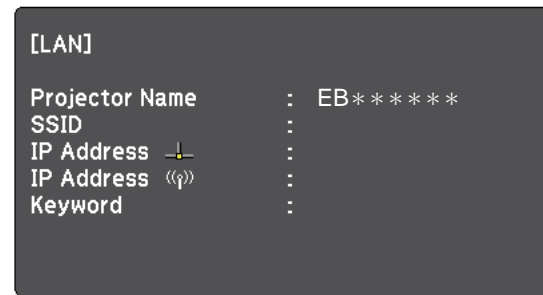 [LAN]
Projector Name : EB******
SSID :
IP Address :
IP Address :
Keyword :